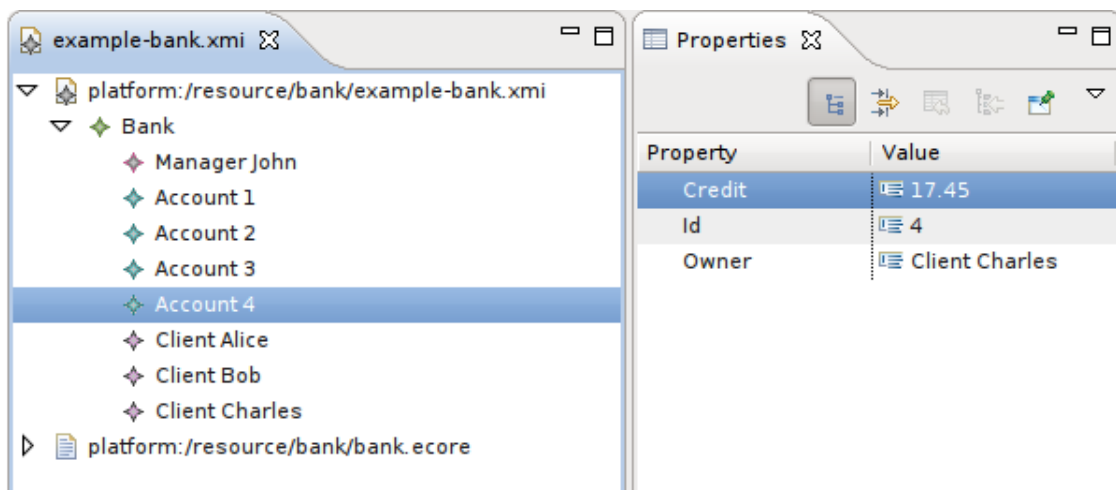 example-bank.xmi
platform:/resource/bank/example-bank.xmi
Bank
Manager John
Account 1
Account 2
Account 3
Account 4
Client Alice
Client Bob
Client Charles
platform:/resource/bank/bank.ecore
Properties
Property Value
Credit 17.45
Id 4
Owner Client Charles